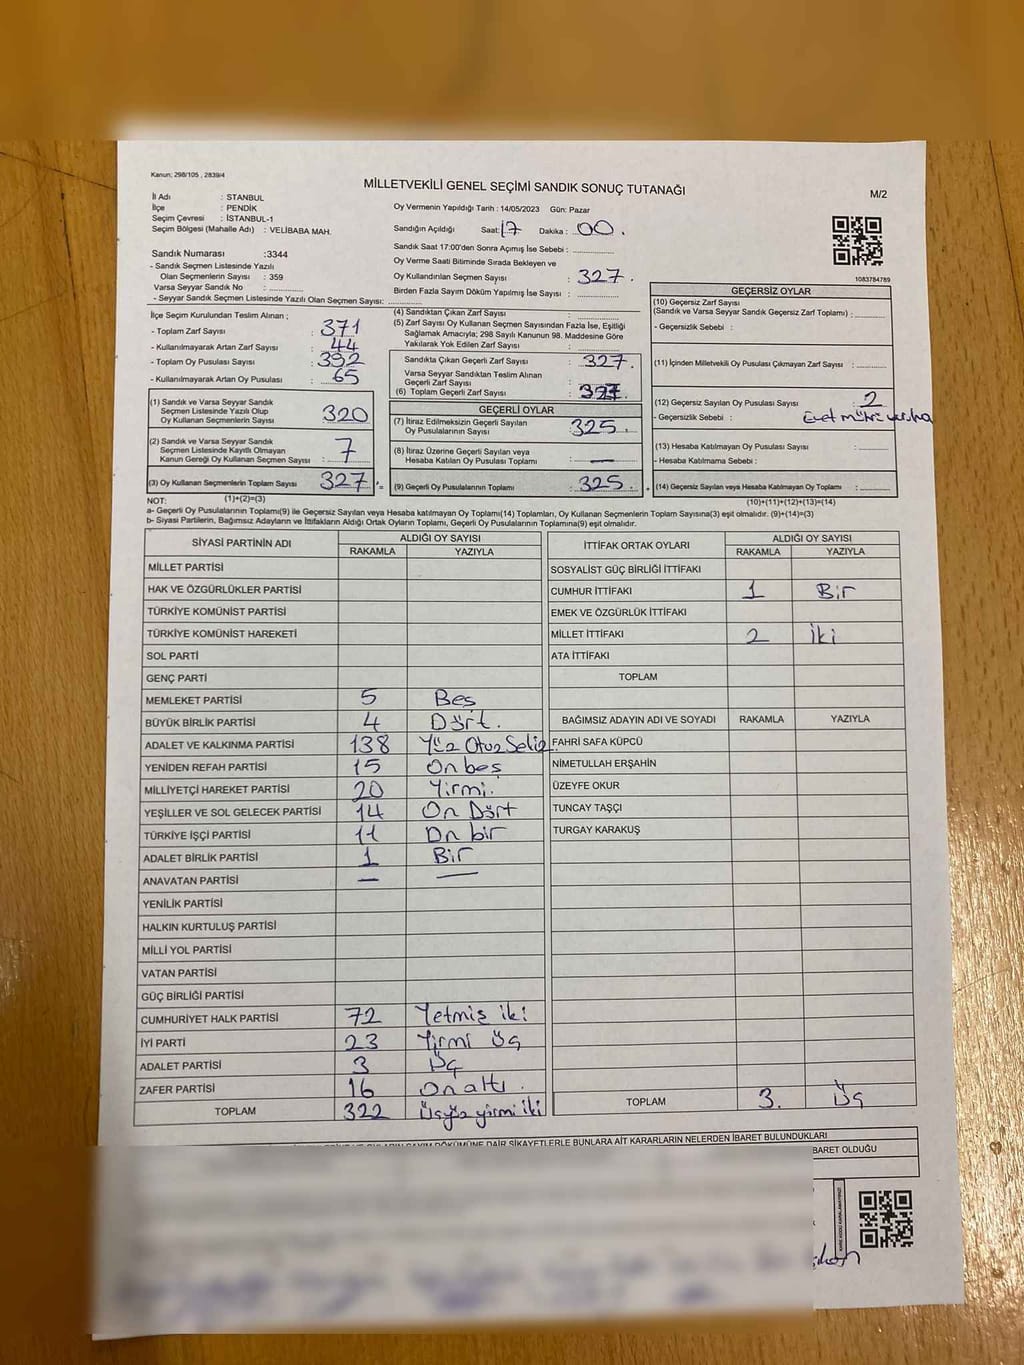 Kanun; 298/105 , 2839/4
MİLLETVEKİLİ GENEL SEÇİMİ SANDIK SONUÇ TUTANAĞI
M/2
İl Adı : STANBUL
İlçe : PENDİK
Seçim Çevresi : İSTANBUL-1
Seçim Bölgesi (Mahalle Adı) : VELİBABA MAH.
Oy Vermenin Yapıldığı Tarih : 14/05/2023 Gün: Pazar
Sandığın Açıldığı Saat: 17 Dakika : 00.
Sandık Saat 17:00'den Sonra Açımış İse Sebebi :
Sandık Numarası :3344
- Sandık Seçmen Listesinde Yazılı
Olan Seçmenlerin Sayısı : 359
Varsa Seyyar Sandık No :
- Seyyar Sandık Seçmen Listesinde Yazılı Olan Seçmen Sayısı:
Oy Verme Saati Bitiminde Sırada Bekleyen ve
Oy Kullandırılan Seçmen Sayısı : 327.
Birden Fazla Sayım Döküm Yapılmış İse Sayısı :
1083784789
İlçe Seçim Kurulundan Teslim Alınan ;
- Toplam Zarf Sayısı : 371
- Kullanılmayarak Artan Zarf Sayısı : 44
- Toplam Oy Pusulası Sayısı : 392
- Kullanılmayarak Artan Oy Pusulası : 65
(1) Sandık ve Varsa Seyyar Sandık
Seçmen Listesinde Yazılı Olup
Oy Kullanan Seçmenlerin Sayısı : 320
(2) Sandık ve Varsa Seyyar Sandık
Seçmen Listesinde Kayıtlı Olmayan
Kanun Gereği Oy Kullanan Seçmen Sayısı : 7
(3) Oy Kullanan Seçmenlerin Toplam Sayısı : 327
(1)+(2)=(3)
(4) Sandıktan Çıkan Zarf Sayısı :
(5) Zarf Sayısı Oy Kullanan Seçmen Sayısından Fazla İse, Eşitliği
Sağlamak Amacıyla; 298 Sayılı Kanunun 98. Maddesine Göre
Yakılarak Yok Edilen Zarf Sayısı :
Sandıkta Çıkan Geçerli Zarf Sayısı : 327.
Varsa Seyyar Sandıktan Teslim Alınan
Geçerli Zarf Sayısı :
(6) Toplam Geçerli Zarf Sayısı : 327.
GEÇERLİ OYLAR
(7) İtiraz Edilmeksizin Geçerli Sayılan
Oy Pusulalarının Sayısı : 325.
(8) İtiraz Üzerine Geçerli Sayılan veya
Hesaba Katılan Oy Pusulası Toplamı : —
(9) Geçerli Oy Pusulalarının Toplamı : 325.
GEÇERSİZ OYLAR
(10) Geçersiz Zarf Sayısı
(Sandık ve Varsa Seyyar Sandık Geçersiz Zarf Toplamı) :
- Geçersizlik Sebebi :
(11) İçinden Milletvekili Oy Pusulası Çıkmayan Zarf Sayısı :
(12) Geçersiz Sayılan Oy Pusulası Sayısı : 2
- Geçersizlik Sebebi : Evet
(13) Hesaba Katılmayan Oy Pusulası Sayısı :
- Hesaba Katılmama Sebebi :
(14) Geçersiz Sayılan veya Hesaba Katılmayan Oy Toplamı :
(10)+(11)+(12)+(13)=(14)
NOT:
a- Geçerli Oy Pusulalarının Toplamı(9) ile Geçersiz Sayılan veya Hesaba katılmayan Oy Toplamı(14) Toplamları, Oy Kullanan Seçmenlerin Toplam Sayısına(3) eşit olmalıdır. (9)+(14)=(3)
b- Siyasi Partilerin, Bağımsız Adayların ve İttifakların Aldığı Ortak Oyların Toplamı, Geçerli Oy Pusulalarının Toplamına(9) eşit olmalıdır.
SİYASİ PARTİNİN ADI ALDIĞI OY SAYISI
RAKAMLA YAZIYLA
MİLLET PARTİSİ
HAK VE ÖZGÜRLÜKLER PARTİSİ
TÜRKİYE KOMÜNİST PARTİSİ
TÜRKİYE KOMÜNİST HAREKETİ
SOL PARTİ
GENÇ PARTİ
MEMLEKET PARTİSİ 5 Beş
BÜYÜK BİRLİK PARTİSİ 4 Dört.
ADALET VE KALKINMA PARTİSİ 138 Yüz Otuz Sekiz
YENİDEN REFAH PARTİSİ 15 On beş
MİLLİYETÇİ HAREKET PARTİSİ 20 Yirmi.
YEŞİLLER VE SOL GELECEK PARTİSİ 14 On Dört
TÜRKİYE İŞÇİ PARTİSİ 11 On bir
ADALET BİRLİK PARTİSİ 1 Bir
ANAVATAN PARTİSİ — —
YENİLİK PARTİSİ
HALKIN KURTULUŞ PARTİSİ
MİLLİ YOL PARTİSİ
VATAN PARTİSİ
GÜÇ BİRLİĞİ PARTİSİ
CUMHURİYET HALK PARTİSİ 72 Yetmiş iki
İYİ PARTİ 23 Yirmi Üç
ADALET PARTİSİ 3 Üç
ZAFER PARTİSİ 16 On altı.
TOPLAM 322 Üçyüz yirmi iki
İTTİFAK ORTAK OYLARI ALDIĞI OY SAYISI
RAKAMLA YAZIYLA
SOSYALİST GÜÇ BİRLİĞİ İTTİFAKI
CUMHUR İTTİFAKI 1 Bir
EMEK VE ÖZGÜRLÜK İTTİFAKI
MİLLET İTTİFAKI 2 İki
ATA İTTİFAKI
TOPLAM
BAĞIMSIZ ADAYIN ADI VE SOYADI RAKAMLA YAZIYLA
FAHRİ SAFA KÜPCÜ
NİMETULLAH ERŞAHİN
ÜZEYFE OKUR
TUNCAY TAŞÇI
TURGAY KARAKUŞ
TOPLAM 3. Üç
DÖKÜMÜNE DAİR ŞİKAYETLERLE BUNLARA AİT KARARLARIN NELERDEN İBARET BULUNDUKLARI
BARET OLDUĞU